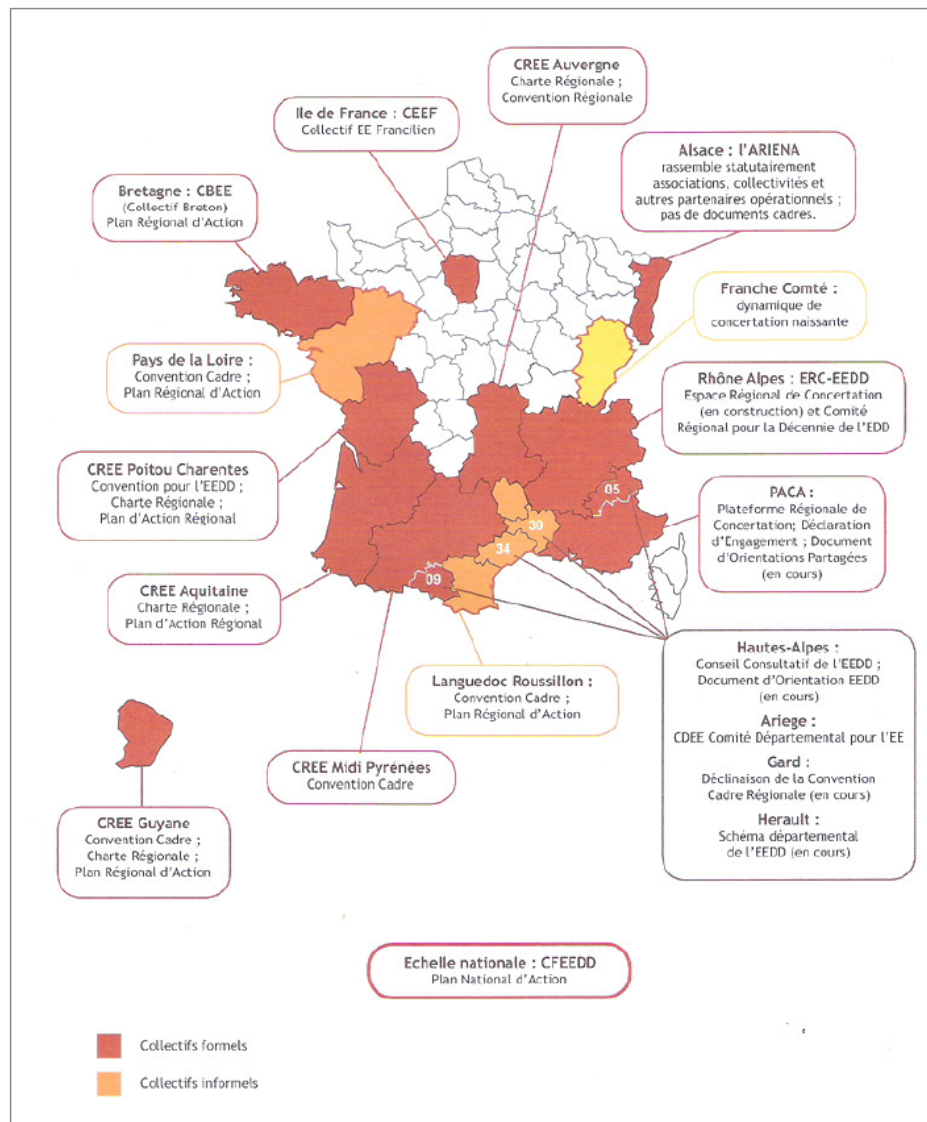 CREE Auvergne
Charte Régionale ;
Convention Régionale
Ile de France : CEEF
Collectif EE Francilien
Alsace : l'ARIENA
rassemble statutairement
associations, collectivités et
autres partenaires opérationnels ;
pas de documents cadres.
Bretagne : CBEE
(Collectif Breton)
Plan Régional d'Action
Franche Comté :
dynamique de
concertation naissante
Pays de la Loire :
Convention Cadre ;
Plan Régional d'Action
Rhône Alpes : ERC-EEDD
Espace Régional de Concertation
(en construction) et Comité
Régional pour la Décennie de l'EDD
CREE Poitou Charentes
Convention pour l'EEDD ;
Charte Régionale ;
Plan d'Action Régional
05
30
34
09
PACA :
Plateforme Régionale de
Concertation; Déclaration
d'Engagement ; Document
d'Orientations Partagées
(en cours)
CREE Aquitaine
Charte Régionale ;
Plan d'Action Régional
Hautes-Alpes :
Conseil Consultatif de l'EEDD ;
Document d'Orientation EEDD
(en cours)
Ariege :
CDEE Comité Départemental pour l'EE
Gard :
Déclinaison de la Convention
Cadre Régionale (en cours)
Herault :
Schéma départemental
de l'EEDD (en cours)
Languedoc Roussillon :
Convention Cadre ;
Plan Régional d'Action
CREE Midi Pyrénées
Convention Cadre
CREE Guyane
Convention Cadre ;
Charte Régionale ;
Plan Régional d'Action
Echelle nationale : CFEEDD
Plan National d'Action
Collectifs formels
Collectifs informels